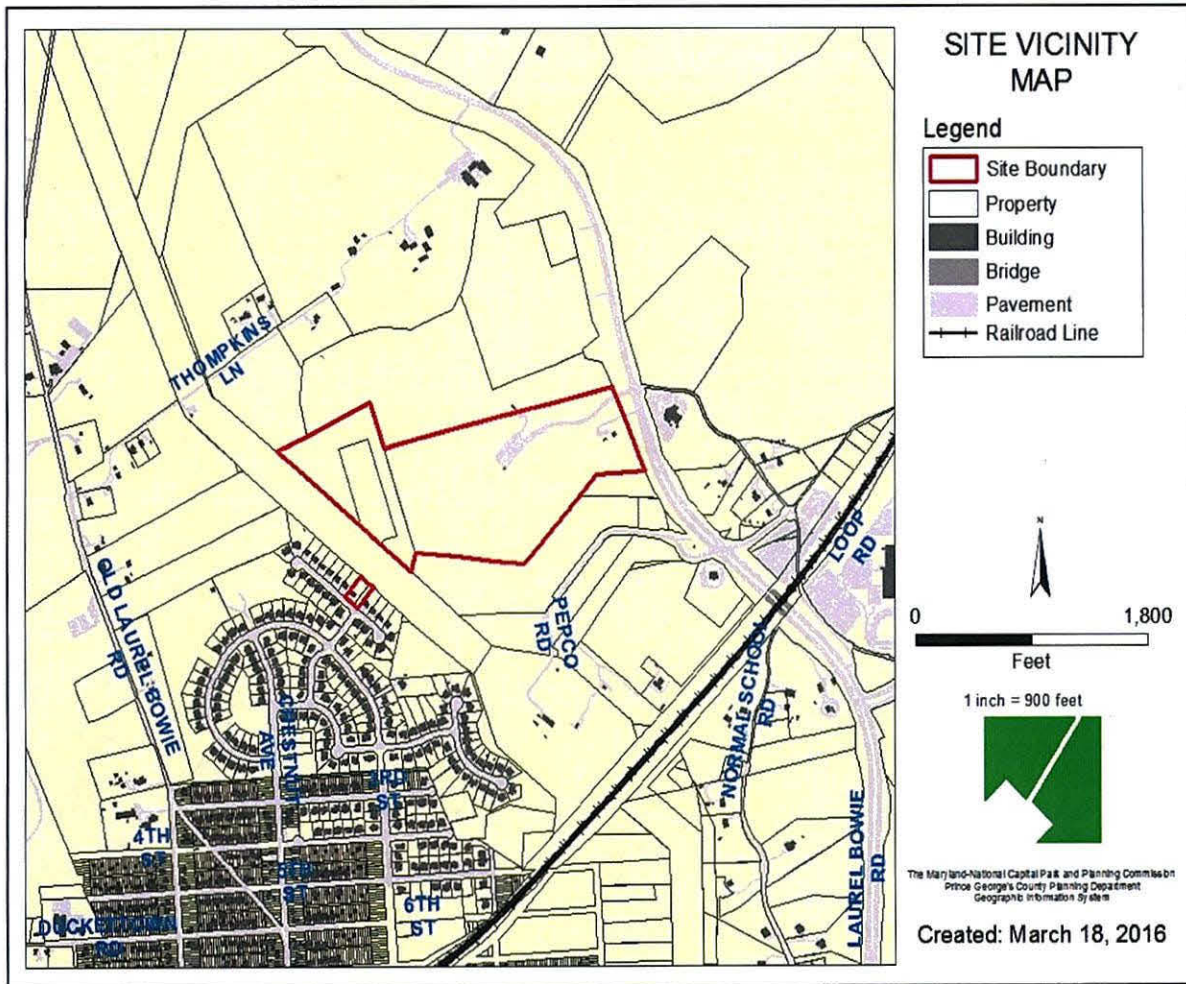 SITE VICINITY
MAP
Legend
Site Boundary
Property
Building
Bridge
Pavement
Railroad Line
THOMPKINS
LN
OLD LAUREL BOWIE
RD
CHESTNUT
AVE
PEPCO
RD
LOOP
RD
NORMAL SCHOOL
RD
LAUREL BOWIE
RD
3RD
ST
4TH
ST
5TH
ST
6TH
ST
DUCKETTOWN
RD
N
0 1,800
Feet
1 inch = 900 feet
The Maryland-National Capital Park and Planning Commission
Prince George's County Planning Department
Geographic Information System
Created: March 18, 2016